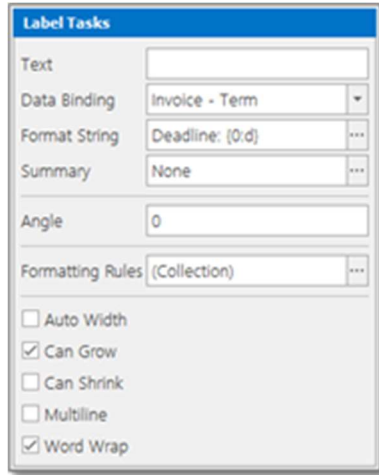 Label Tasks
Text
Data Binding Invoice - Term
Format String Deadline: {0:d}
Summary None
Angle 0
Formatting Rules (Collection)
Auto Width
Can Grow
Can Shrink
Multiline
Word Wrap